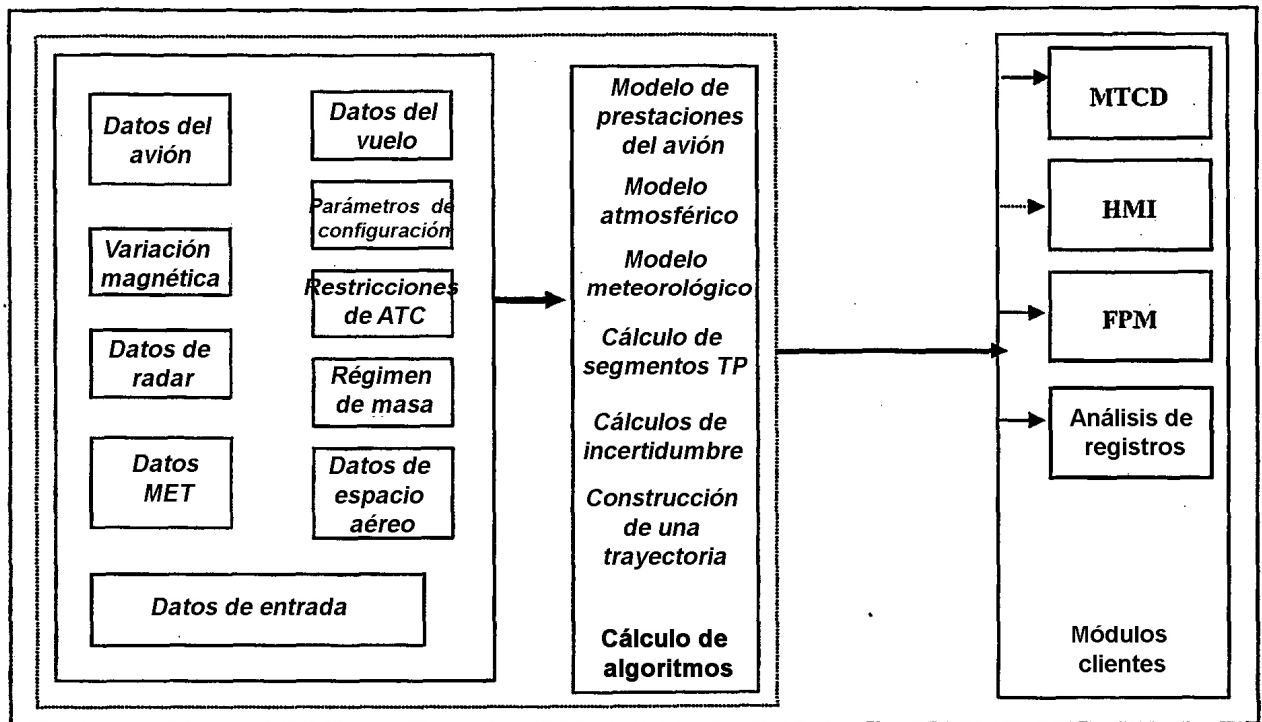 Datos del
avión
Variación
magnética
Datos de
radar
Datos
MET
Datos del
vuelo
Parámetros de
configuración
Restricciones
de ATC
Régimen
de masa
Datos de
espacio
aéreo
Datos de entrada
Modelo de
prestaciones
del avión
Modelo
atmosférico
Modelo
meteorológico
Cálculo de
segmentos TP
Cálculos de
incertidumbre
Construcción
de una
trayectoria
Cálculo de
algoritmos
MTCD
HMI
FPM
Análisis de
registros
Módulos
clientes